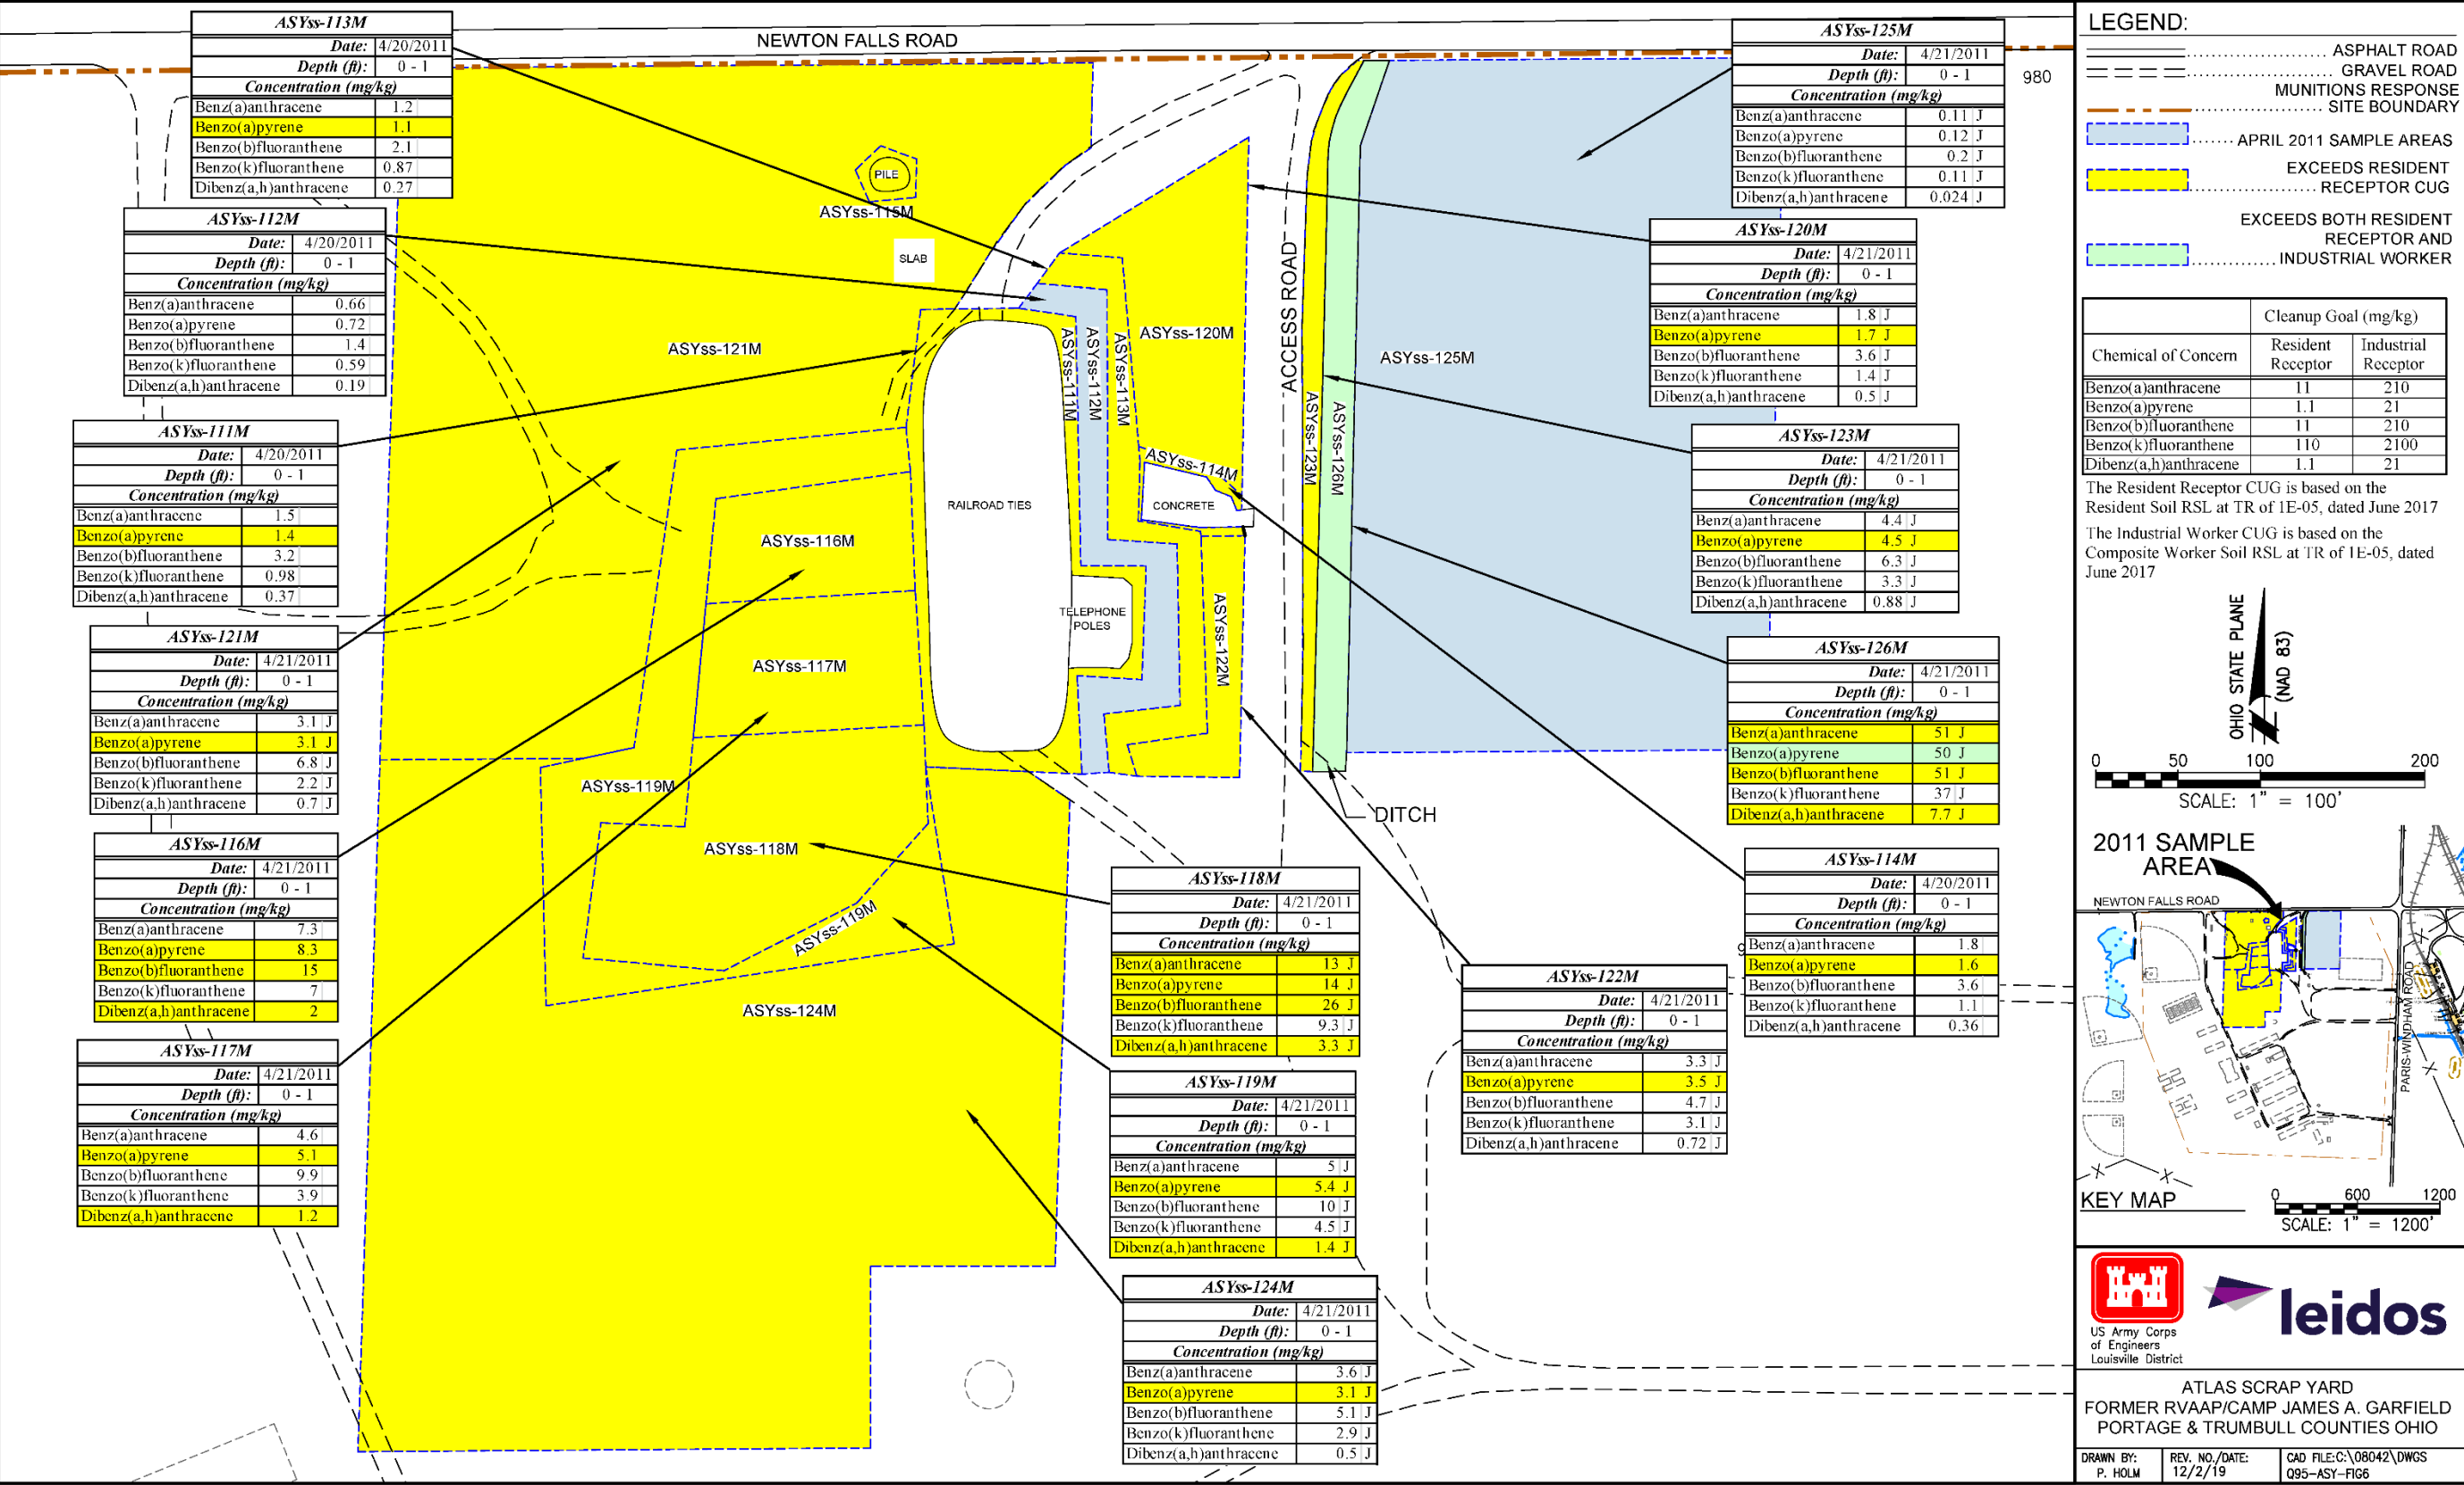 NEWTON FALLS ROAD
980
ASYss-113M
Date: 4/20/2011
Depth (ft): 0 - 1
Concentration (mg/kg)
Benz(a)anthracene 1.2
Benzo(a)pyrene 1.1
Benzo(b)fluoranthene 2.1
Benzo(k)fluoranthene 0.87
Dibenz(a,h)anthracene 0.27
ASYss-112M
Date: 4/20/2011
Depth (ft): 0 - 1
Concentration (mg/kg)
Benz(a)anthracene 0.66
Benzo(a)pyrene 0.72
Benzo(b)fluoranthene 1.4
Benzo(k)fluoranthene 0.59
Dibenz(a,h)anthracene 0.19
ASYss-111M
Date: 4/20/2011
Depth (ft): 0 - 1
Concentration (mg/kg)
Benz(a)anthracene 1.5
Benzo(a)pyrene 1.4
Benzo(b)fluoranthene 3.2
Benzo(k)fluoranthene 0.98
Dibenz(a,h)anthracene 0.37
ASYss-121M
Date: 4/21/2011
Depth (ft): 0 - 1
Concentration (mg/kg)
Benz(a)anthracene 3.1 J
Benzo(a)pyrene 3.1 J
Benzo(b)fluoranthene 6.8 J
Benzo(k)fluoranthene 2.2 J
Dibenz(a,h)anthracene 0.7 J
ASYss-116M
Date: 4/21/2011
Depth (ft): 0 - 1
Concentration (mg/kg)
Benz(a)anthracene 7.3
Benzo(a)pyrene 8.3
Benzo(b)fluoranthene 15
Benzo(k)fluoranthene 7
Dibenz(a,h)anthracene 2
ASYss-117M
Date: 4/21/2011
Depth (ft): 0 - 1
Concentration (mg/kg)
Benz(a)anthracene 4.6
Benzo(a)pyrene 5.1
Benzo(b)fluoranthene 9.9
Benzo(k)fluoranthene 3.9
Dibenz(a,h)anthracene 1.2
PILE
ASYss-115M
SLAB
ASYss-121M
ASYss-120M
ASYss-111M
ASYss-112M
ASYss-113M
ASYss-114M
CONCRETE
RAILROAD TIES
TELEPHONE
POLES
ASYss-116M
ASYss-117M
ASYss-122M
ASYss-119M
ASYss-118M
ASYss-119M
ASYss-124M
ACCESS ROAD
ASYss-123M
ASYss-126M
ASYss-125M
DITCH
9
ASYss-118M
Date: 4/21/2011
Depth (ft): 0 - 1
Concentration (mg/kg)
Benz(a)anthracene 13 J
Benzo(a)pyrene 14 J
Benzo(b)fluoranthene 26 J
Benzo(k)fluoranthene 9.3 J
Dibenz(a,h)anthracene 3.3 J
ASYss-119M
Date: 4/21/2011
Depth (ft): 0 - 1
Concentration (mg/kg)
Benz(a)anthracene 5 J
Benzo(a)pyrene 5.4 J
Benzo(b)fluoranthene 10 J
Benzo(k)fluoranthene 4.5 J
Dibenz(a,h)anthracene 1.4 J
ASYss-124M
Date: 4/21/2011
Depth (ft): 0 - 1
Concentration (mg/kg)
Benz(a)anthracene 3.6 J
Benzo(a)pyrene 3.1 J
Benzo(b)fluoranthene 5.1 J
Benzo(k)fluoranthene 2.9 J
Dibenz(a,h)anthracene 0.5 J
ASYss-125M
Date: 4/21/2011
Depth (ft): 0 - 1
Concentration (mg/kg)
Benz(a)anthracene 0.11 J
Benzo(a)pyrene 0.12 J
Benzo(b)fluoranthene 0.2 J
Benzo(k)fluoranthene 0.11 J
Dibenz(a,h)anthracene 0.024 J
ASYss-120M
Date: 4/21/2011
Depth (ft): 0 - 1
Concentration (mg/kg)
Benz(a)anthracene 1.8 J
Benzo(a)pyrene 1.7 J
Benzo(b)fluoranthene 3.6 J
Benzo(k)fluoranthene 1.4 J
Dibenz(a,h)anthracene 0.5 J
ASYss-123M
Date: 4/21/2011
Depth (ft): 0 - 1
Concentration (mg/kg)
Benz(a)anthracene 4.4 J
Benzo(a)pyrene 4.5 J
Benzo(b)fluoranthene 6.3 J
Benzo(k)fluoranthene 3.3 J
Dibenz(a,h)anthracene 0.88 J
ASYss-126M
Date: 4/21/2011
Depth (ft): 0 - 1
Concentration (mg/kg)
Benz(a)anthracene 51 J
Benzo(a)pyrene 50 J
Benzo(b)fluoranthene 51 J
Benzo(k)fluoranthene 37 J
Dibenz(a,h)anthracene 7.7 J
ASYss-114M
Date: 4/20/2011
Depth (ft): 0 - 1
Concentration (mg/kg)
Benz(a)anthracene 1.8
Benzo(a)pyrene 1.6
Benzo(b)fluoranthene 3.6
Benzo(k)fluoranthene 1.1
Dibenz(a,h)anthracene 0.36
ASYss-122M
Date: 4/21/2011
Depth (ft): 0 - 1
Concentration (mg/kg)
Benz(a)anthracene 3.3 J
Benzo(a)pyrene 3.5 J
Benzo(b)fluoranthene 4.7 J
Benzo(k)fluoranthene 3.1 J
Dibenz(a,h)anthracene 0.72 J
LEGEND:
ASPHALT ROAD
GRAVEL ROAD
MUNITIONS RESPONSE
SITE BOUNDARY
APRIL 2011 SAMPLE AREAS
EXCEEDS RESIDENT
RECEPTOR CUG
EXCEEDS BOTH RESIDENT
RECEPTOR AND
INDUSTRIAL WORKER
Cleanup Goal (mg/kg)
Chemical of Concern Resident Receptor Industrial Receptor
Benzo(a)anthracene 11 210
Benzo(a)pyrene 1.1 21
Benzo(b)fluoranthene 11 210
Benzo(k)fluoranthene 110 2100
Dibenz(a,h)anthracene 1.1 21
The Resident Receptor CUG is based on the
Resident Soil RSL at TR of 1E-05, dated June 2017
The Industrial Worker CUG is based on the
Composite Worker Soil RSL at TR of 1E-05, dated
June 2017
OHIO STATE PLANE
(NAD 83)
0 50 100 200
SCALE: 1" = 100'
2011 SAMPLE
AREA
NEWTON FALLS ROAD
PARIS-WINDHAM ROAD
KEY MAP
0 600 1200
SCALE: 1" = 1200'
US Army Corps
of Engineers
Louisville District
leidos
ATLAS SCRAP YARD
FORMER RVAAP/CAMP JAMES A. GARFIELD
PORTAGE & TRUMBULL COUNTIES OHIO
DRAWN BY:
P. HOLM
REV. NO./DATE:
12/2/19
CAD FILE:C:\08042\DWGS
Q95-ASY-FIG6